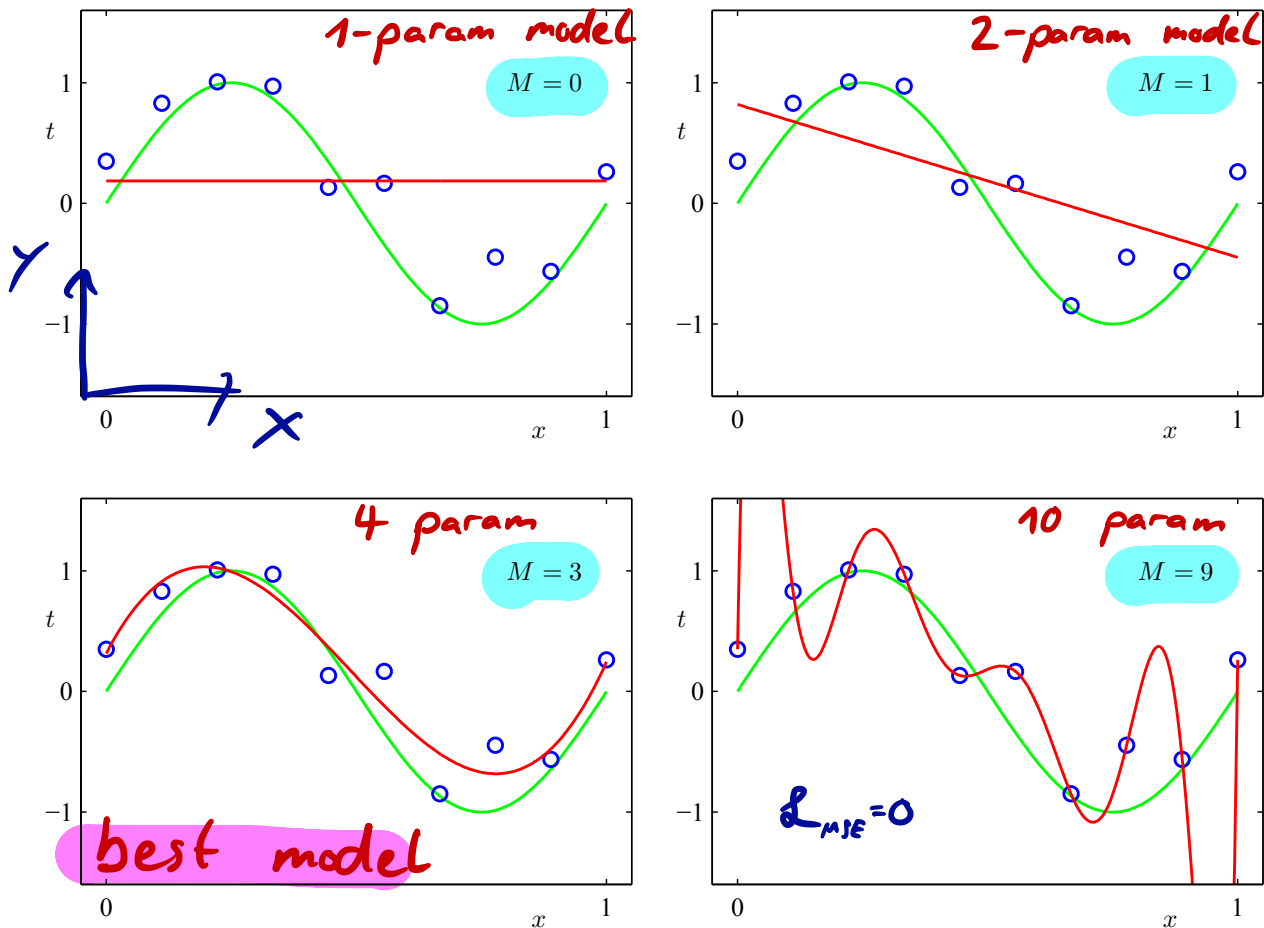 1-param model
M = 0
1
t
0
−1
Y
X
0
x
1
2-param model
M = 1
1
t
0
−1
0
x
1
4 param
M = 3
1
t
0
−1
best model
0
x
1
10 param
M = 9
1
t
0
−1
ℒ_MSE=0
0
x
1